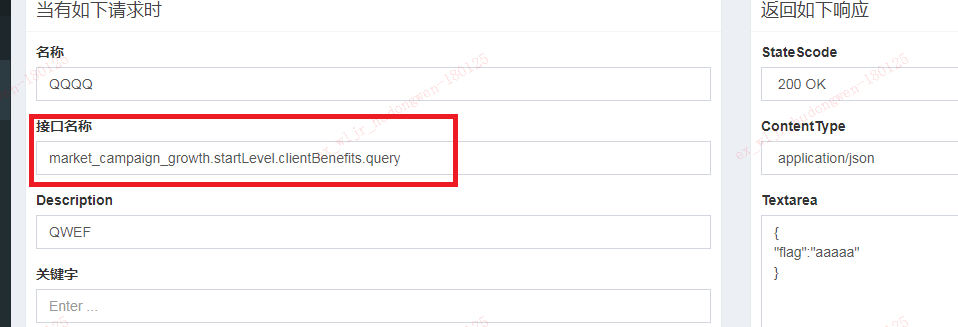 当有如下请求时
名称
QQQQ
接口名称
market_campaign_growth.startLevel.clientBenefits.query
Description
QWEF
关键字
Enter ...
返回如下响应
StateScode
200 OK
ContentType
application/json
Textarea
{
"flag":"aaaaa"
}